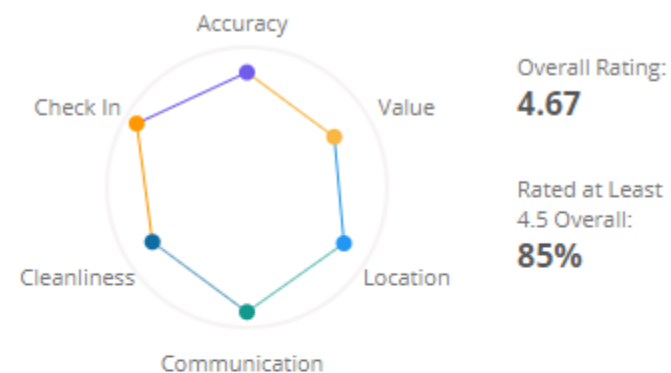 Accuracy
Overall Rating:
4.67
Check In
Value
Rated at Least
4.5 Overall:
85%
Cleanliness
Location
Communication